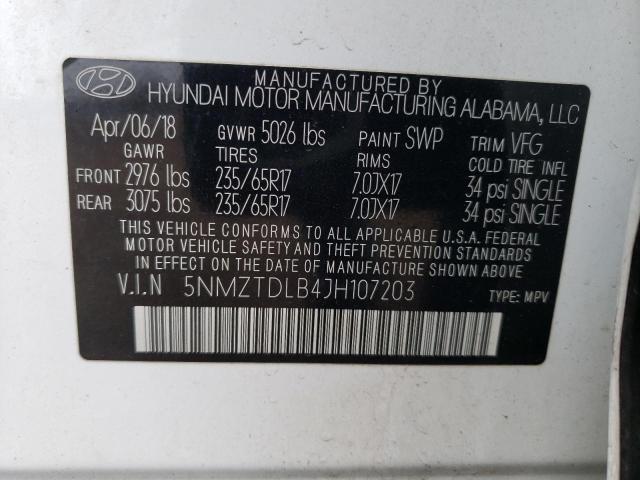 MANUFACTURED BY
HYUNDAI MOTOR MANUFACTURING ALABAMA, LLC
Apr/06/18 GVWR 5026 lbs PAINT SWP TRIM VFG
GAWR TIRES RIMS COLD TIRE INFL
FRONT 2976 lbs 235/65R17 7.0JX17 34 psi SINGLE
REAR 3075 lbs 235/65R17 7.0JX17 34 psi SINGLE
THIS VEHICLE CONFORMS TO ALL APPLICABLE U.S.A. FEDERAL
MOTOR VEHICLE SAFETY AND THEFT PREVENTION STANDARDS
IN EFFECT ON THE DATE OF MANUFACTURE SHOWN ABOVE.
V.I.N 5NMZTDLB4JH107203 TYPE: MPV